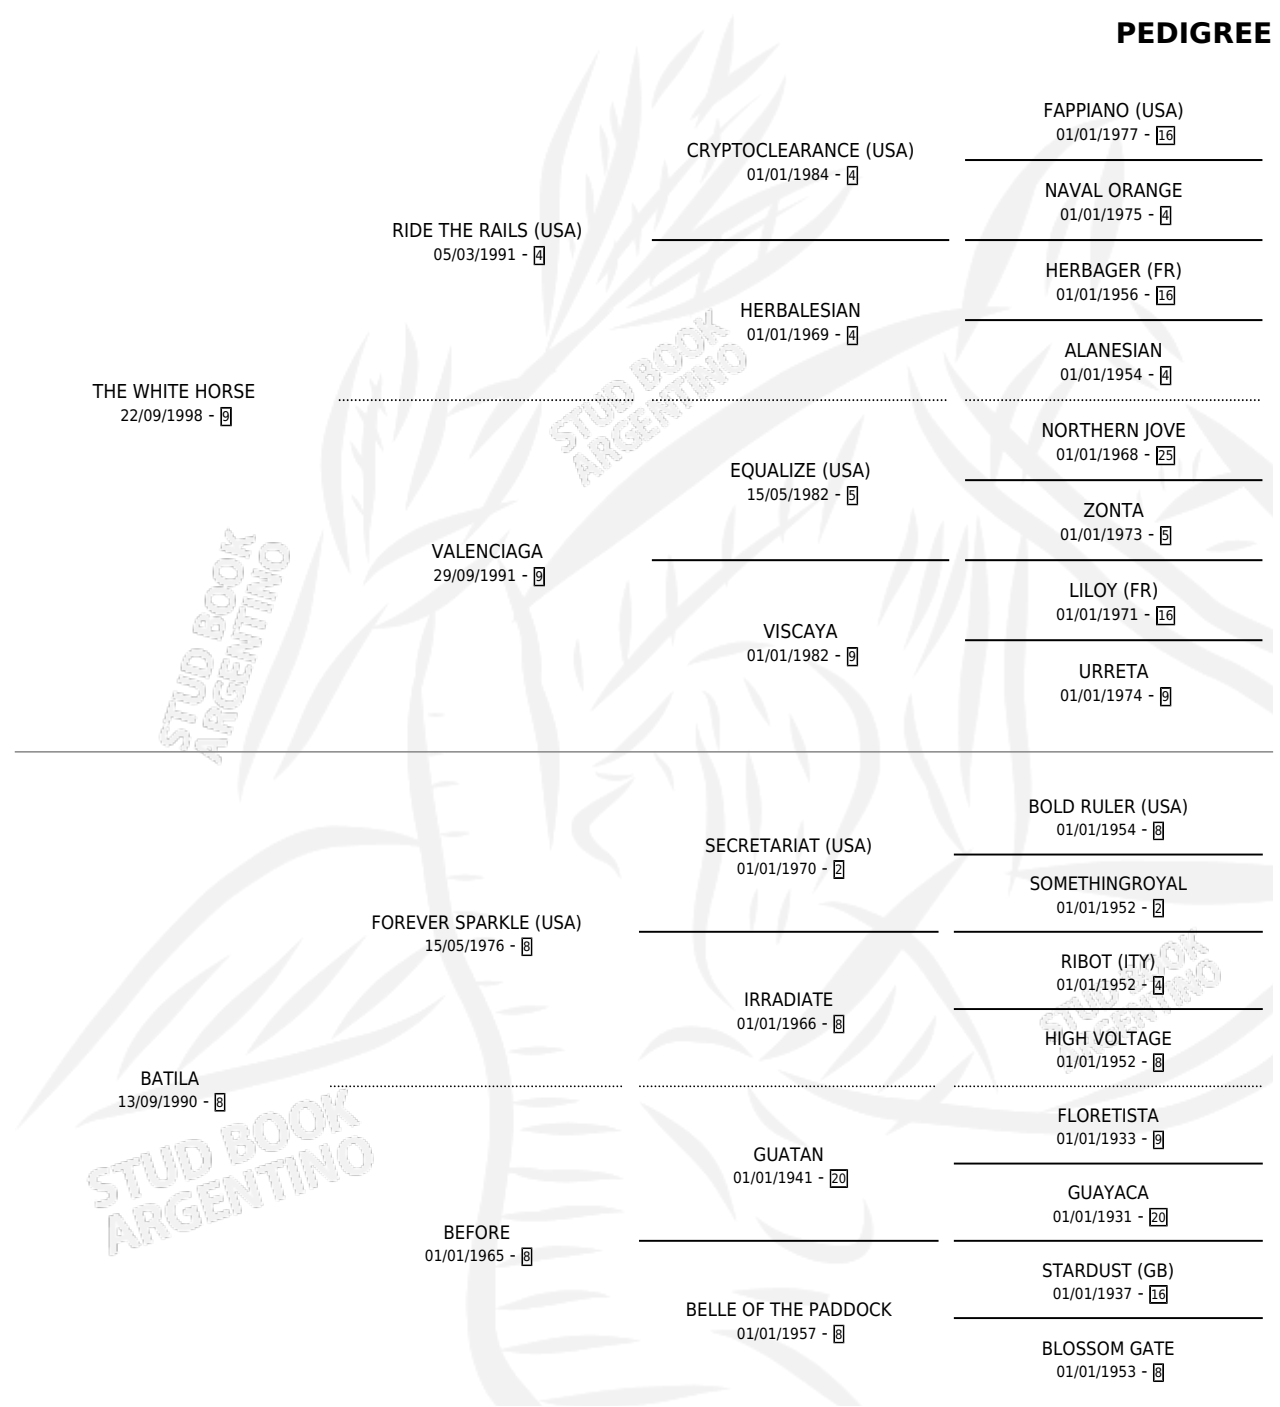 PEDIGREE
FAPPIANO (USA)
01/01/1977 - 16
CRYPTOCLEARANCE (USA)
01/01/1984 - 4
NAVAL ORANGE
01/01/1975 - 4
RIDE THE RAILS (USA)
05/03/1991 - 4
HERBAGER (FR)
01/01/1956 - 16
HERBALESIAN
01/01/1969 - 4
ALANESIAN
01/01/1954 - 4
THE WHITE HORSE
22/09/1998 - 9
NORTHERN JOVE
01/01/1968 - 25
EQUALIZE (USA)
15/05/1982 - 5
ZONTA
01/01/1973 - 5
VALENCIAGA
29/09/1991 - 9
LILOY (FR)
01/01/1971 - 16
VISCAYA
01/01/1982 - 9
URRETA
01/01/1974 - 9
BOLD RULER (USA)
01/01/1954 - 8
SECRETARIAT (USA)
01/01/1970 - 2
SOMETHINGROYAL
01/01/1952 - 2
FOREVER SPARKLE (USA)
15/05/1976 - 8
RIBOT (ITY)
01/01/1952 - 4
IRRADIATE
01/01/1966 - 8
HIGH VOLTAGE
01/01/1952 - 8
BATILA
13/09/1990 - 8
FLORETISTA
01/01/1933 - 9
GUATAN
01/01/1941 - 20
GUAYACA
01/01/1931 - 20
BEFORE
01/01/1965 - 8
STARDUST (GB)
01/01/1937 - 16
BELLE OF THE PADDOCK
01/01/1957 - 8
BLOSSOM GATE
01/01/1953 - 8
STUD BOOK
ARGENTINO
STUD BOOK
ARGENTINO
STUD BOOK
ARGENTINO
STUD BOOK
ARGENTINO